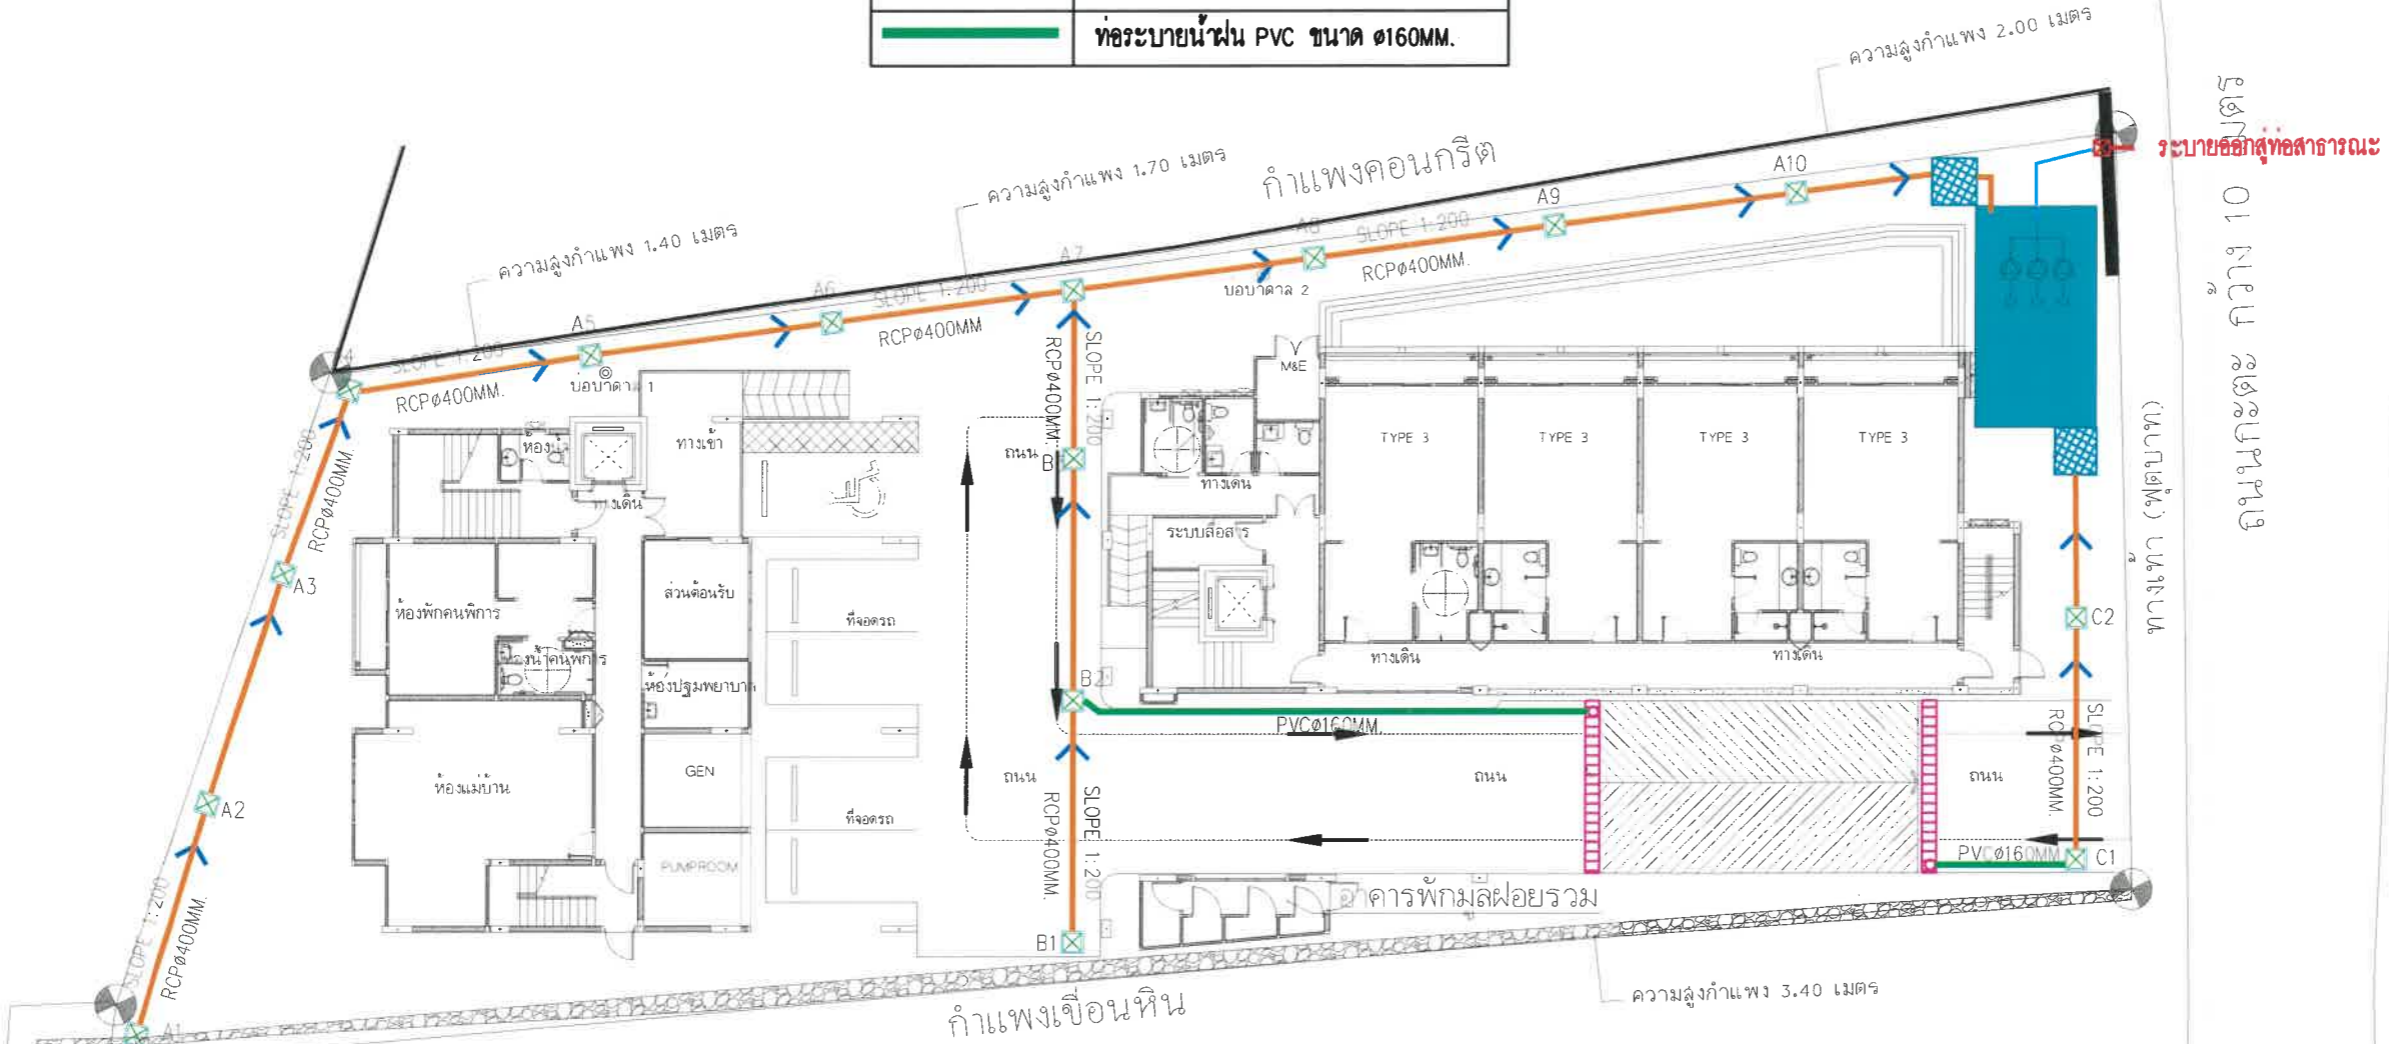 ท่อระบายน้ำฝน PVC ขนาด ø160MM.
ความสูงกำแพง 2.00 เมตร
ระบายออกสู่ท่อสาธารณะ
ความสูงกำแพง 1.70 เมตร
กำแพงคอนกรีต
ความสูงกำแพง 1.40 เมตร
A10
A9
A8
A7
A6
A5
SLOPE 1:200
RCPø400MM.
SLOPE 1:200
RCPø400MM
SLOPE 1:200
RCPø400MM.
บ่อบาดาล 1
บ่อบาดาล 2
SLOPE 1:200
RCPø400MM.
A3
A2
SLOPE 1:200
RCPø400MM.
A1
ทางเข้า
ทางเดิน
ห้องพักคนพิการ
ห้องน้ำคนพิการ
ส่วนต้อนรับ
ห้องปฐมพยาบาล
ห้องแม่บ้าน
GEN
PUMPROOM
ที่จอดรถ
ที่จอดรถ
ถนน
ถนน
ถนน
ถนน
SLOPE 1:200
RCPø400MM.
B2
B1
SLOPE 1:200
RCPø400MM.
M&E
ทางเดิน
ระบบสื่อสาร
TYPE 3
TYPE 3
TYPE 3
TYPE 3
ทางเดิน
ทางเดิน
PVCø160MM.
PVCø160MM.
C2
C1
SLOPE 1:200
RCPø400MM.
อาคารพักมูลฝอยรวม
กำแพงเขื่อนหิน
ความสูงกำแพง 3.40 เมตร